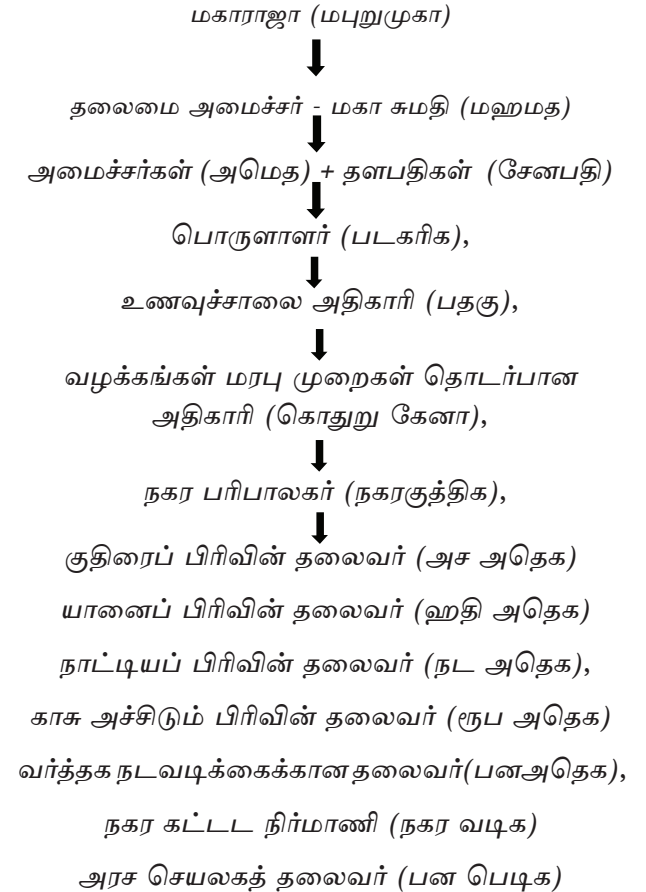 மகாராஜா (மபுறுமுகா)
தலைமை அமைச்சர் - மகா சுமதி (மஹமத)
அமைச்சர்கள் (அமெத) + தளபதிகள் (சேனபதி)
பொருளாளர் (படகரிக),
உணவுச்சாலை அதிகாரி (பதகு),
வழக்கங்கள் மரபு முறைகள் தொடர்பான
அதிகாரி (கொதுறு கேனா),
நகர பரிபாலகர் (நகரகுத்திக),
குதிரைப் பிரிவின் தலைவர் (அச அதெக)
யானைப் பிரிவின் தலைவர் (ஹதி அதெக)
நாட்டியப் பிரிவின் தலைவர் (நட அதெக),
காசு அச்சிடும் பிரிவின் தலைவர் (ரூப அதெக)
வர்த்தக நடவடிக்கைக்கான தலைவர்(பனஅதெக),
நகர கட்டட நிர்மாணி (நகர வடிக)
அரச செயலகத் தலைவர் (பன பெடிக)